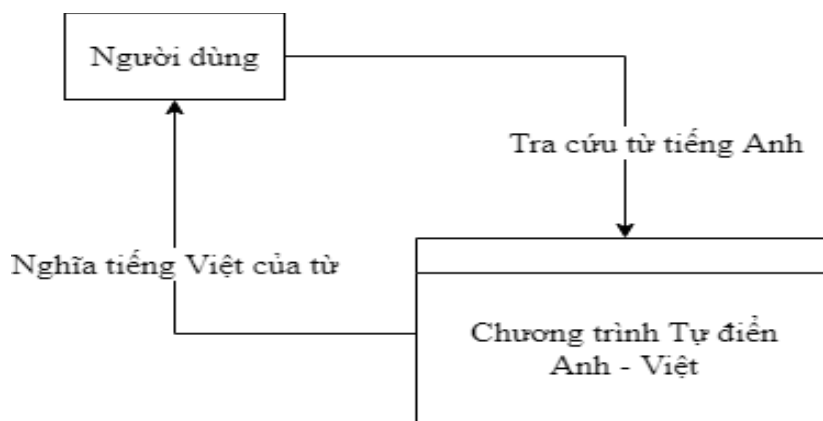 Người dùng
Tra cứu từ tiếng Anh
Nghĩa tiếng Việt của từ
Chương trình Tự điển
Anh - Việt